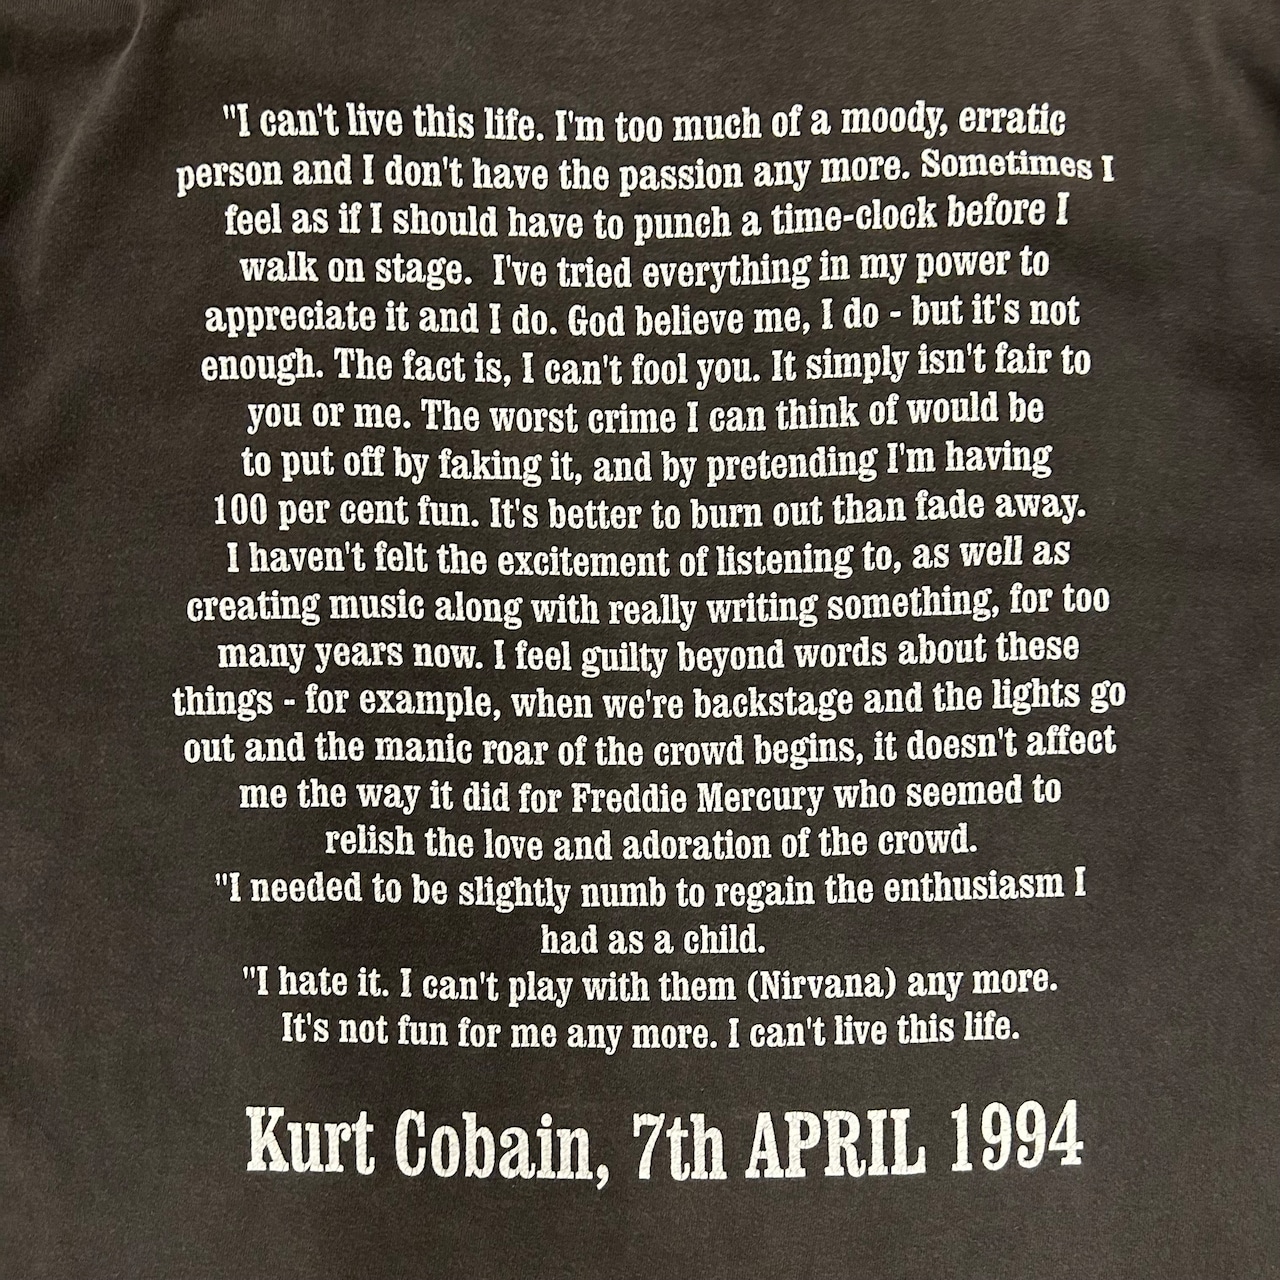 "I can't live this life. I'm too much of a moody, erratic
person and I don't have the passion any more. Sometimes I
feel as if I should have to punch a time-clock before I
walk on stage.  I've tried everything in my power to
appreciate it and I do. God believe me, I do - but it's not
enough. The fact is, I can't fool you. It simply isn't fair to
you or me. The worst crime I can think of would be
to put off by faking it, and by pretending I'm having
100 per cent fun. It's better to burn out than fade away.
I haven't felt the excitement of listening to, as well as
creating music along with really writing something, for too
many years now. I feel guilty beyond words about these
things - for example, when we're backstage and the lights go
out and the manic roar of the crowd begins, it doesn't affect
me the way it did for Freddie Mercury who seemed to
relish the love and adoration of the crowd.
"I needed to be slightly numb to regain the enthusiasm I
had as a child.
"I hate it. I can't play with them (Nirvana) any more.
It's not fun for me any more. I can't live this life.
Kurt Cobain, 7th APRIL 1994